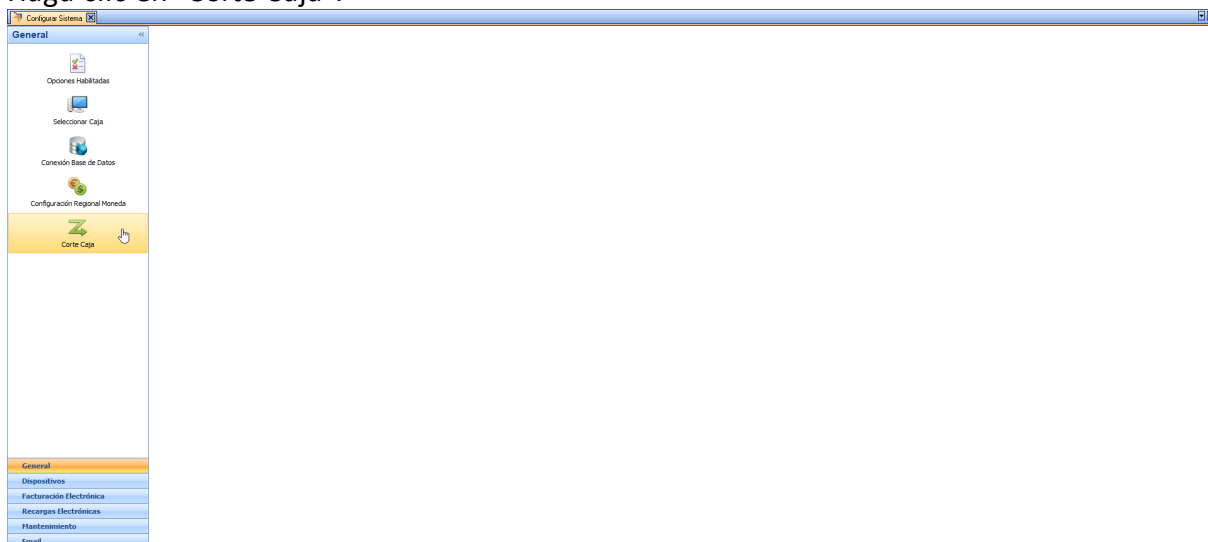 Haga clic en "Corte Caja".
Configurar Sistema
General «
Opciones Habilitadas
Seleccionar Caja
Conexión Base de Datos
Configuración Regional Moneda
Corte Caja
General
Dispositivos
Facturación Electrónica
Recargas Electrónicas
Mantenimiento
Email